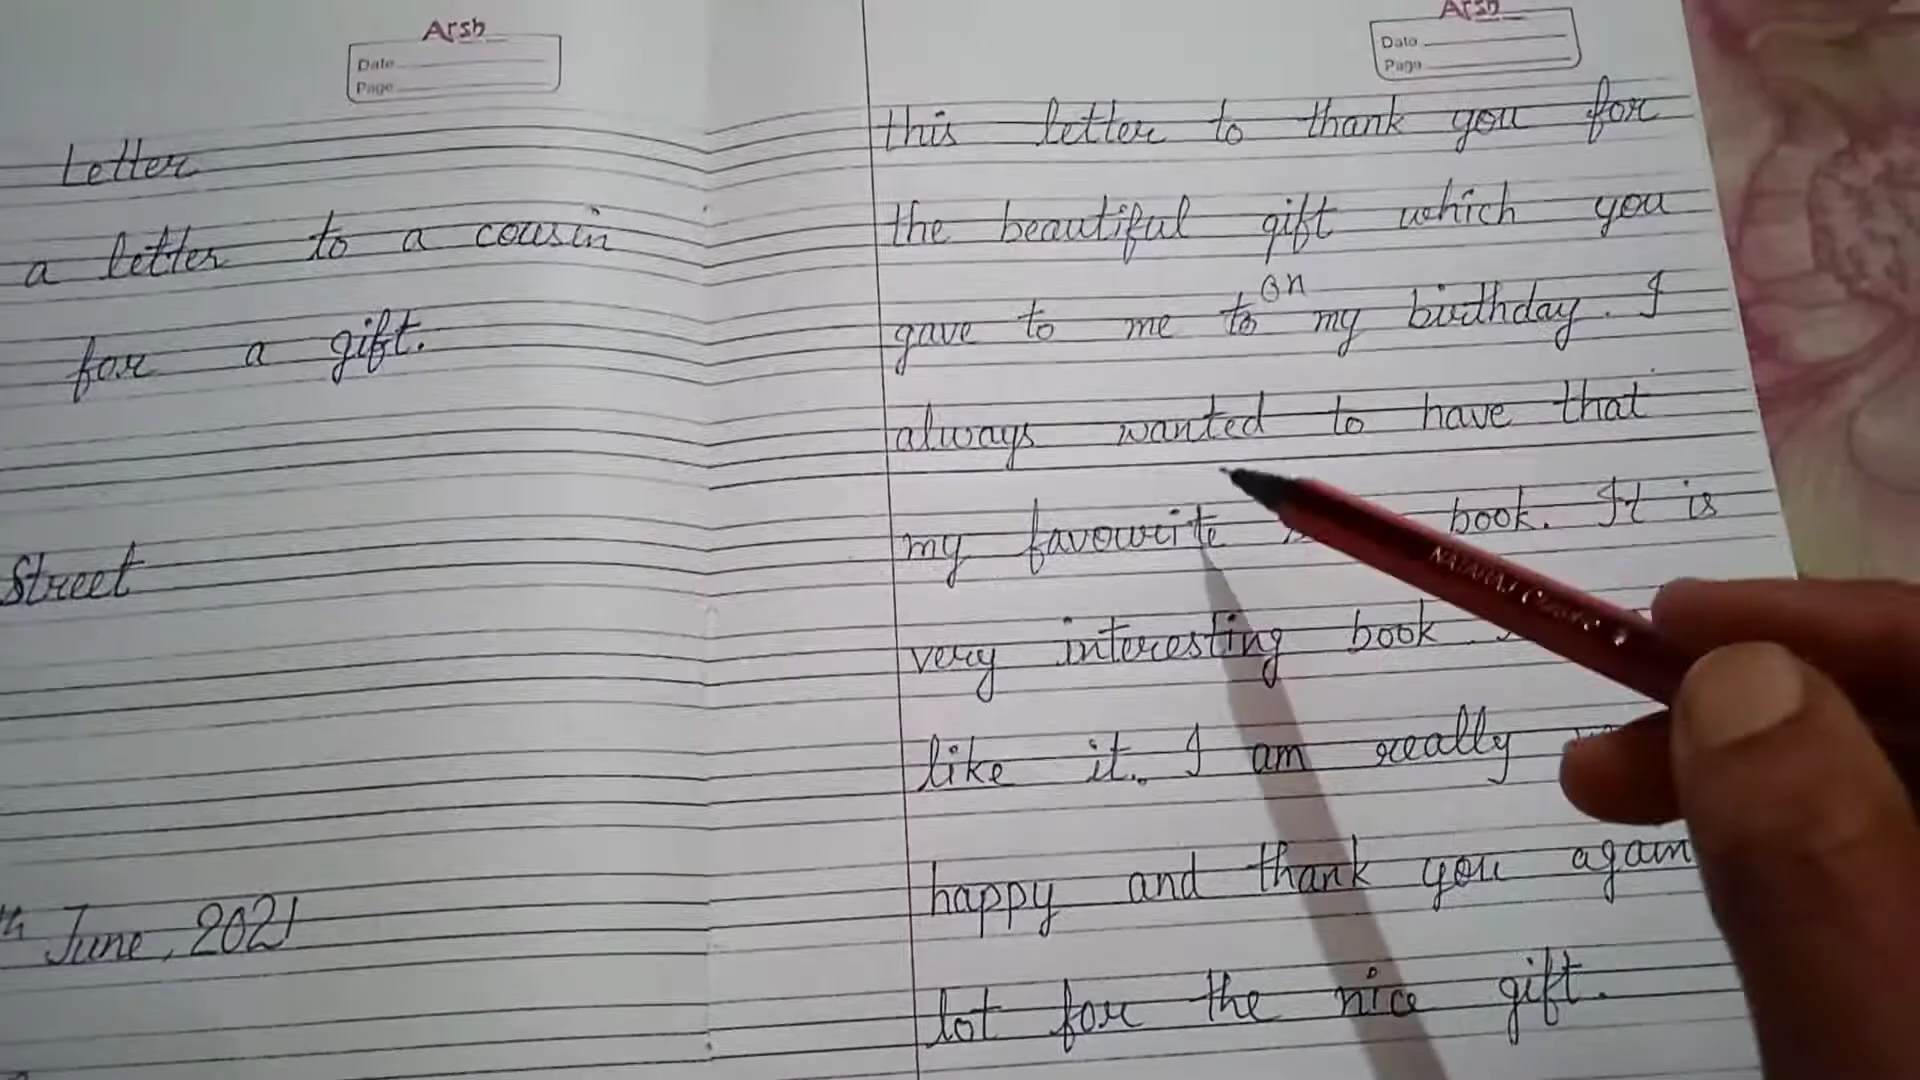 Arsh
Date
Page
Letter
a letter to a cousin
for a gift.
Street
th June, 2021
Arsh
Date
Page
this letter to thank you for
the beautiful gift which you
on
gave to me to my birthday. I
always wanted to have that
my favourite book. It is
very interesting book.
like it. I am really
happy and thank you again
lot for the nice gift.
NATARAJ